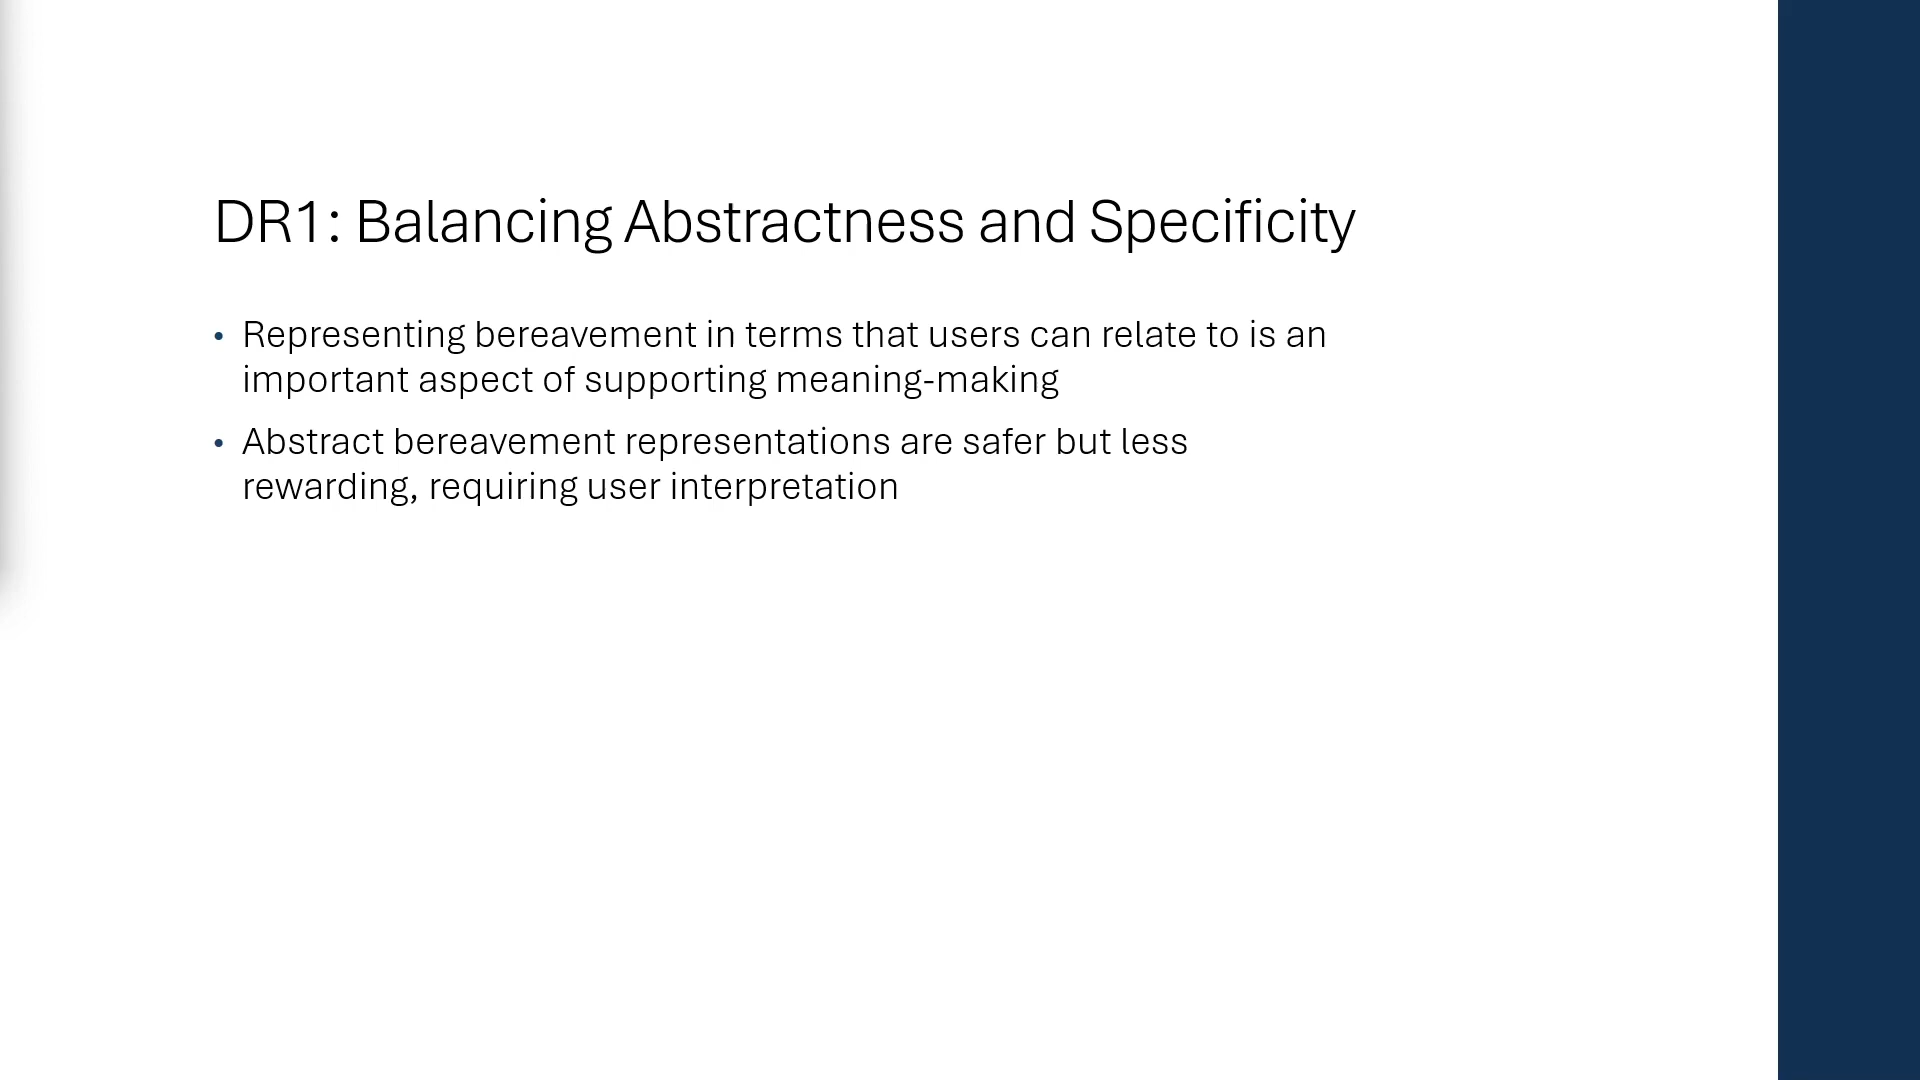 DR1: Balancing Abstractness and Specificity
• Representing bereavement in terms that users can relate to is an
important aspect of supporting meaning-making
• Abstract bereavement representations are safer but less
rewarding, requiring user interpretation